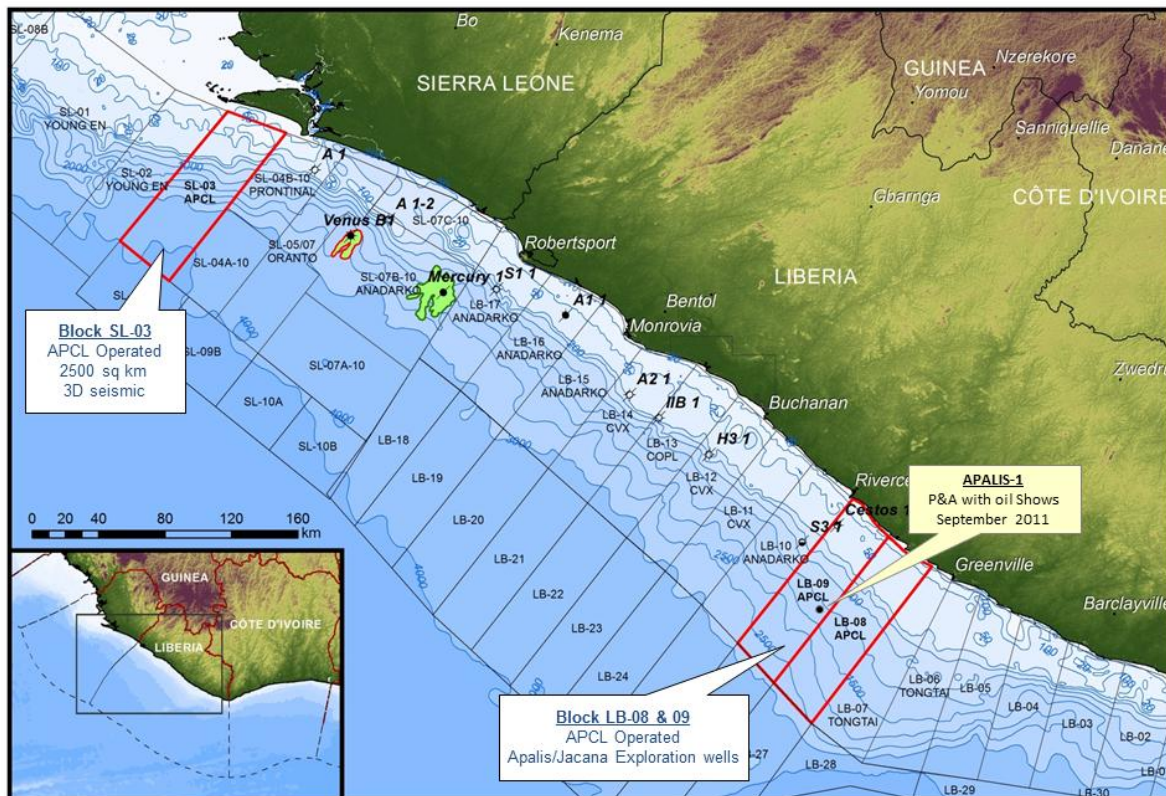 SL-08B
Bo
Kenema
SIERRA LEONE
GUINEA
Nzerekore
Yomou
Sanniquellie
Danane
CÔTE D'IVOIRE
Gbarnga
LIBERIA
Zwedr
SL-01
YOUNG EN
SL-02
YOUNG EN
SL-03
APCL
SL-04B-10
PRONTINAL
A 1
A 1-2
SL-07C-10
Venus B1
SL-05/07
ORANTO
SL-04A-10
SL-07B-10
ANADARKO
Mercury 1
S1 1
LB-17
ANADARKO
Robertsport
A1 1
Bentol
Monrovia
LB-16
ANADARKO
LB-15
ANADARKO
A2 1
LB-14
CVX
IIB 1
LB-13
COPL
H3 1
Buchanan
LB-12
CVX
LB-11
CVX
S3 1
LB-10
ANADARKO
Cestos 1
Greenville
Barclayville
LB-09
APCL
LB-08
APCL
LB-06
TONGTAI
LB-07
TONGTAI
LB-05
LB-04
LB-03
LB-02
SL-09B
SL-07A-10
SL-10A
SL-10B
LB-18
LB-19
LB-20
LB-21
LB-22
LB-23
LB-24
LB-28
LB-29
LB-30
Block SL-03
APCL Operated
2500 sq km
3D seismic
APALIS-1
P&A with oil Shows
September 2011
Block LB-08 & 09
APCL Operated
Apalis/Jacana Exploration wells
0 20 40 80 120 160
km
GUINEA
CÔTE D'IVOIRE
LIBERIA